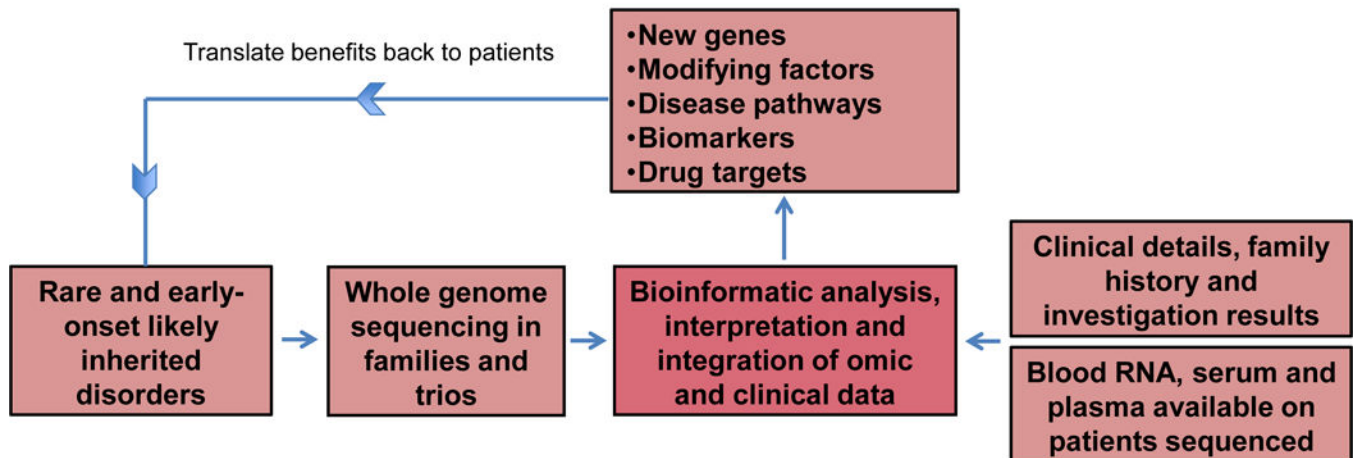 Translate benefits back to patients
•New genes
•Modifying factors
•Disease pathways
•Biomarkers
•Drug targets
Rare and early-
onset likely
inherited
disorders
Whole genome
sequencing in
families and
trios
Bioinformatic analysis,
interpretation and
integration of omic
and clinical data
Clinical details, family
history and
investigation results
Blood RNA, serum and
plasma available on
patients sequenced